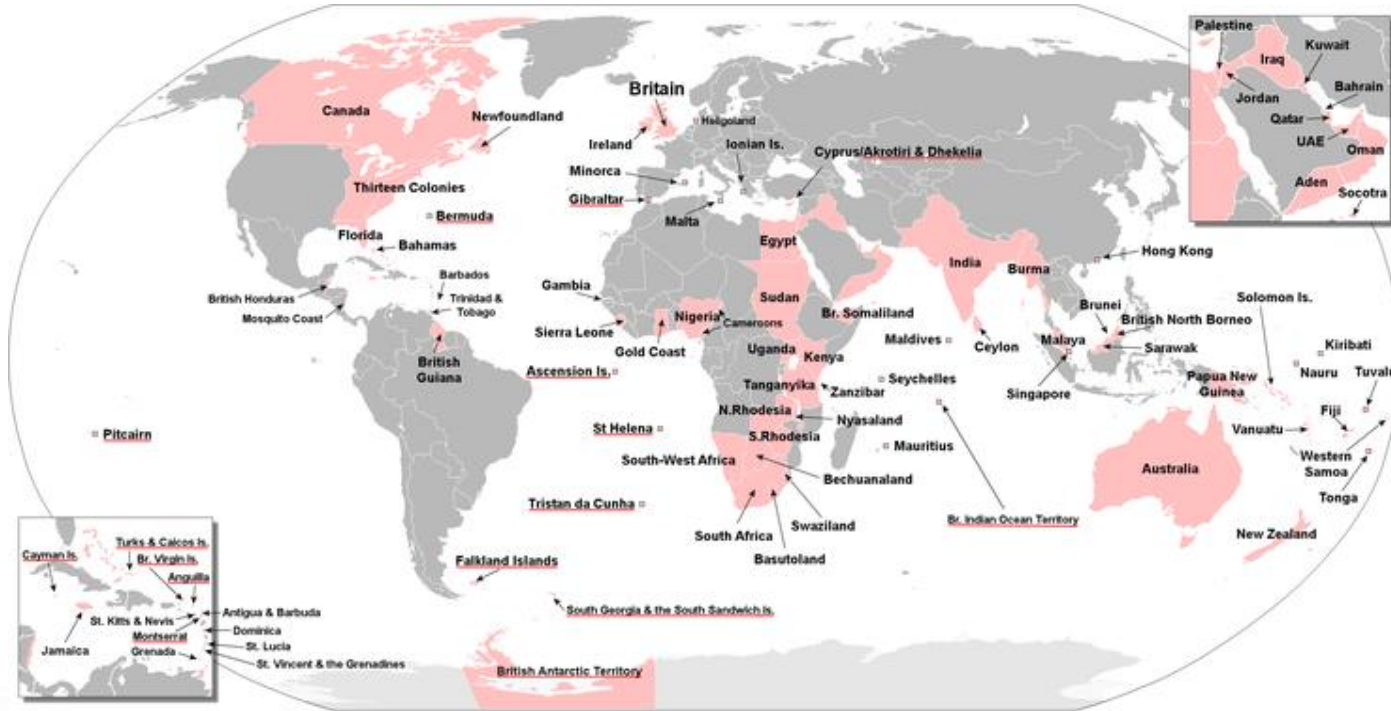 Canada
Newfoundland
Britain
Heligoland
Ireland
Ionian Is.
Cyprus/Akrotiri & Dhekelia
Minorca
Gibraltar
Malta
Thirteen Colonies
Bermuda
Florida
Bahamas
Barbados
British Honduras
Trinidad &
Tobago
Mosquito Coast
British
Guiana
Egypt
India
Burma
Hong Kong
Gambia
Sudan
Nigeria
Cameroons
Br. Somaliland
Sierra Leone
Gold Coast
Maldives
Ceylon
Brunei
British North Borneo
Malaya
Sarawak
Singapore
Solomon Is.
Kiribati
Nauru
Tuvalu
Uganda
Kenya
Ascension Is.
Tanganyika
Zanzibar
Seychelles
Papua New
Guinea
Fiji
N.Rhodesia
Nyasaland
Pitcairn
St Helena
S.Rhodesia
Mauritius
Vanuatu
Western
Samoa
South-West Africa
Bechuanaland
Australia
Tonga
Tristan da Cunha
Swaziland
South Africa
Basutoland
Br. Indian Ocean Territory
New Zealand
Falkland Islands
South Georgia & the South Sandwich Is.
British Antarctic Territory
Palestine
Kuwait
Iraq
Jordan
Bahrain
Qatar
UAE
Oman
Aden
Socotra
Turks & Caicos Is.
Cayman Is.
Br. Virgin Is.
Anguilla
Antigua & Barbuda
St. Kitts & Nevis
Montserrat
Dominica
Jamaica
Grenada
St. Lucia
St. Vincent & the Grenadines